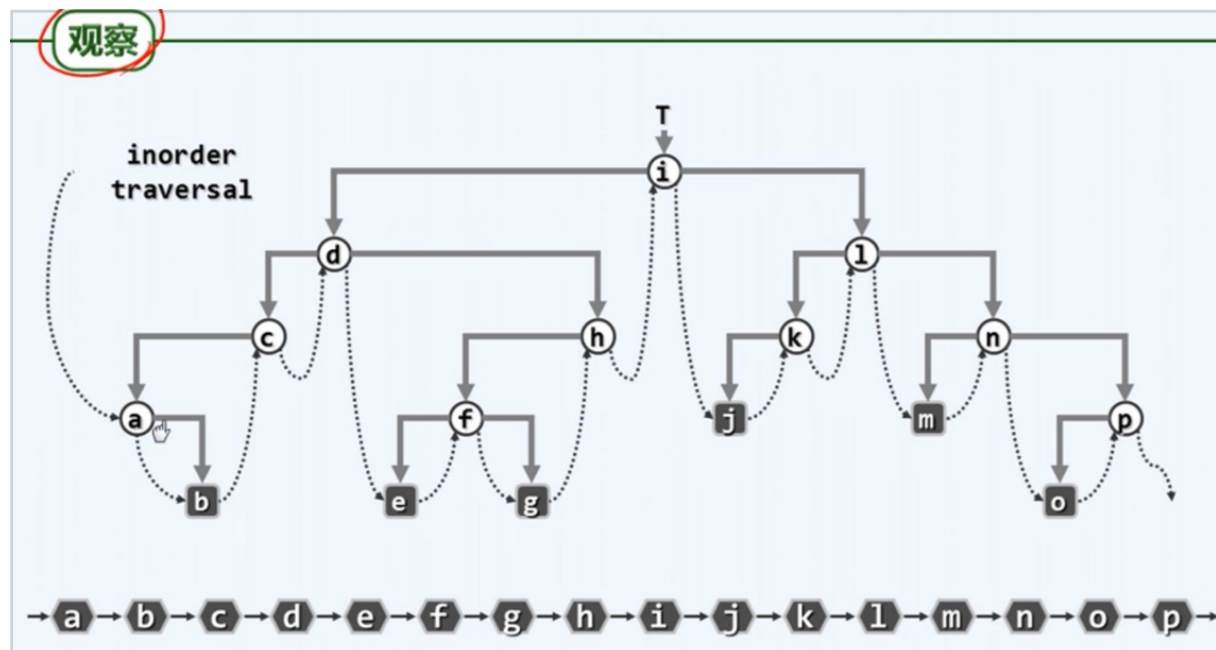 观察
T
inorder
traversal
i
d
l
c
h
k
n
a
f
j
m
p
b
e
g
o
a b c d e f g h i j k l m n o p